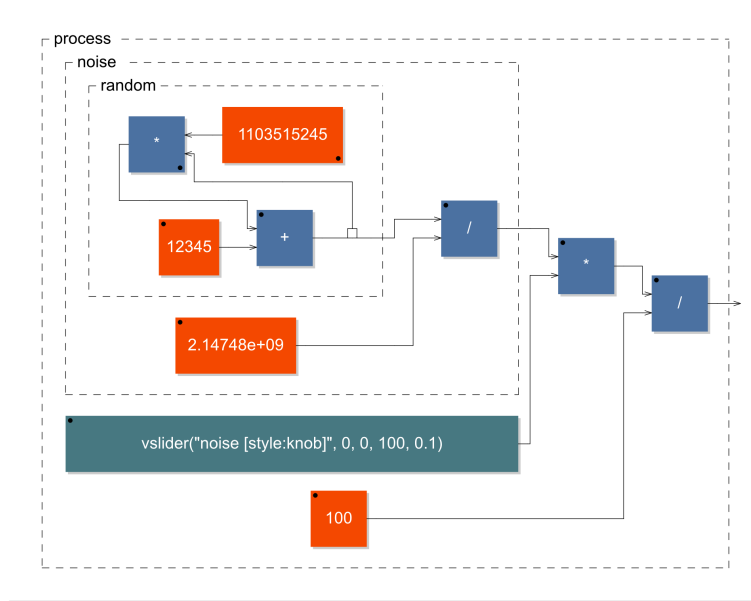 process
noise
random
*
1103515245
12345
+
/
*
/
2.14748e+09
vslider("noise [style:knob]", 0, 0, 100, 0.1)
100